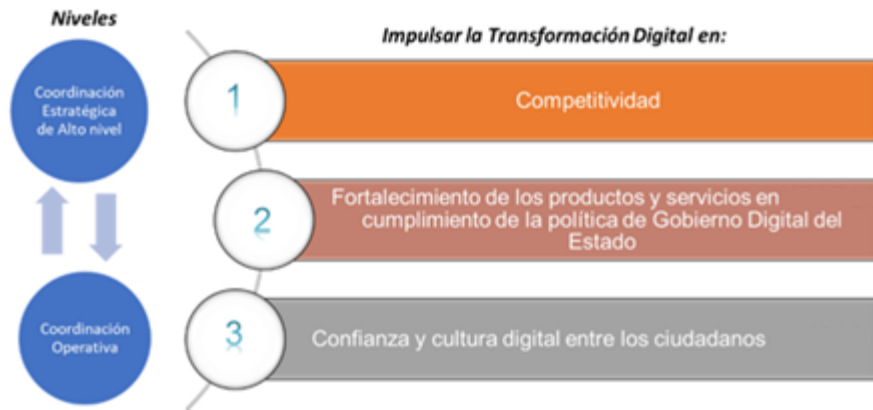 Niveles
Coordinación
Estratégica
de Alto nivel
Coordinación
Operativa
Impulsar la Transformación Digital en:
1
Competitividad
2
Fortalecimiento de los productos y servicios en
cumplimiento de la política de Gobierno Digital del
Estado
3
Confianza y cultura digital entre los ciudadanos